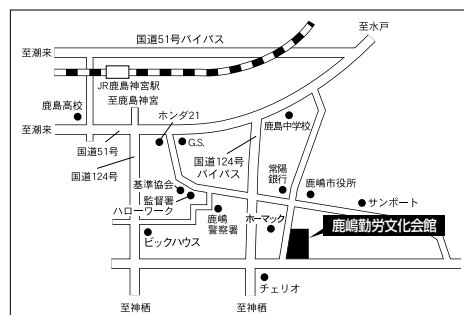 国道51号バイパス
至水戸
至潮来
JR鹿島神宮駅
至鹿島神宮
鹿島高校
ホンダ21
至潮来
G.S.
鹿島中学校
国道51号
国道124号
バイパス
国道124号
常陽
銀行
鹿嶋市役所
基準協会
監督署
サンポート
ハローワーク
鹿嶋
警察署
ホーマック
鹿嶋勤労文化会館
ビックハウス
チェリオ
至神栖
至神栖